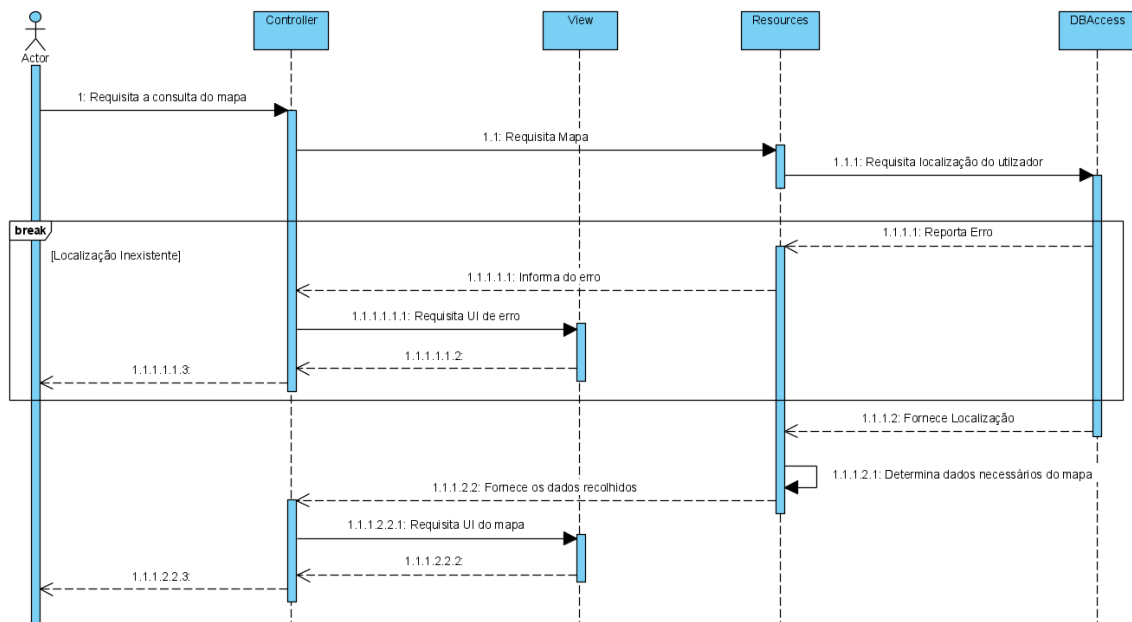 Controller
View
Resources
DBAccess
Actor
1: Requisita a consulta do mapa
1.1: Requisita Mapa
1.1.1: Requisita localização do utilzador
break
[Localização Inexistente]
1.1.1.1: Reporta Erro
1.1.1.1.1: Informa do erro
1.1.1.1.1.1: Requisita UI de erro
1.1.1.1.1.2:
1.1.1.1.1.3:
1.1.1.2: Fornece Localização
1.1.1.2.1: Determina dados necessários do mapa
1.1.1.2.2: Fornece os dados recolhidos
1.1.1.2.2.1: Requisita UI do mapa
1.1.1.2.2.2:
1.1.1.2.2.3: